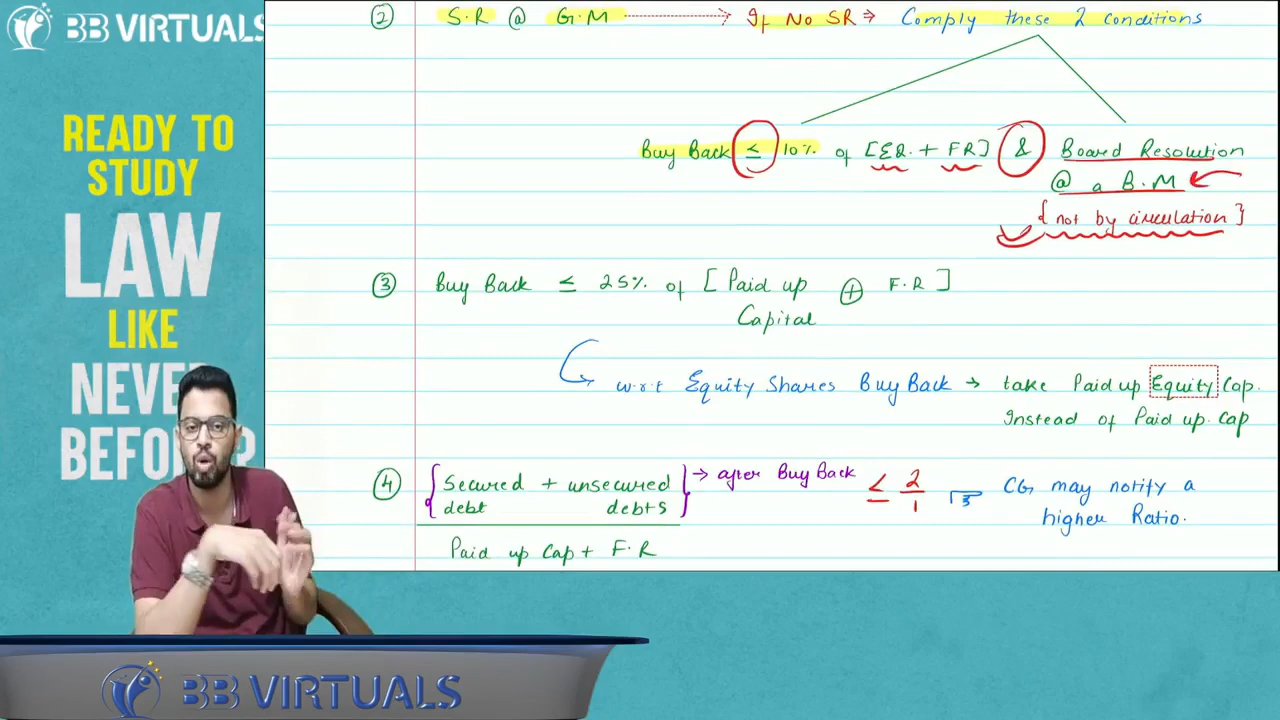 BB VIRTUALS
READY TO
STUDY
LAW
LIKE
NEVER
BEFOR
② S.R @ G.M → If No SR ⇒ Comply these 2 conditions
Buy Back ≤ 10% of [ER. + FR] & Board Resolution
@ a B.M
{not by circulation}
③ Buy Back ≤ 25% of [Paid up + F.R]
Capital
w.r.t Equity Shares Buy Back → take Paid up Equity Cap.
Instead of Paid up. Cap
④ {Secured + unsecured} → after Buy Back ≤ 2/1 CG may notify a
debt debts higher Ratio.
Paid up Cap + F.R
BB VIRTUALS